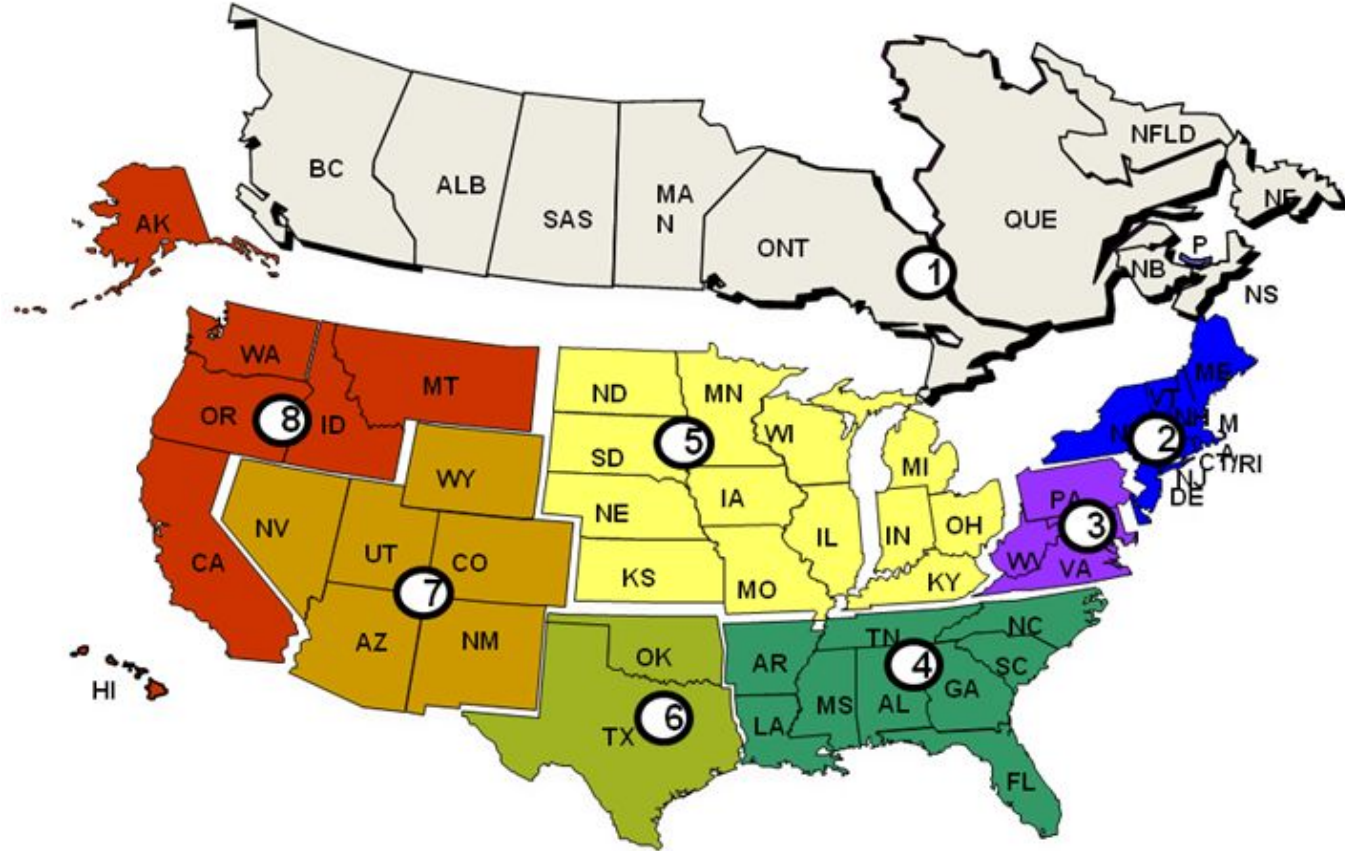 NFLD
BC
ALB
MA
N
SAS
QUE
NF
AK
ONT
P
NB
1
NS
WA
MT
ND
MN
ME
VT
OR
8
ID
NH
M
5
WI
2
A
SD
MI
CT/RI
WY
NJ
IA
PA
DE
NE
NV
3
IL
IN
OH
UT
CO
CA
WV
VA
KS
KY
MO
7
NC
TN
AZ
NM
OK
AR
4
SC
HI
GA
MS
AL
6
TX
LA
FL